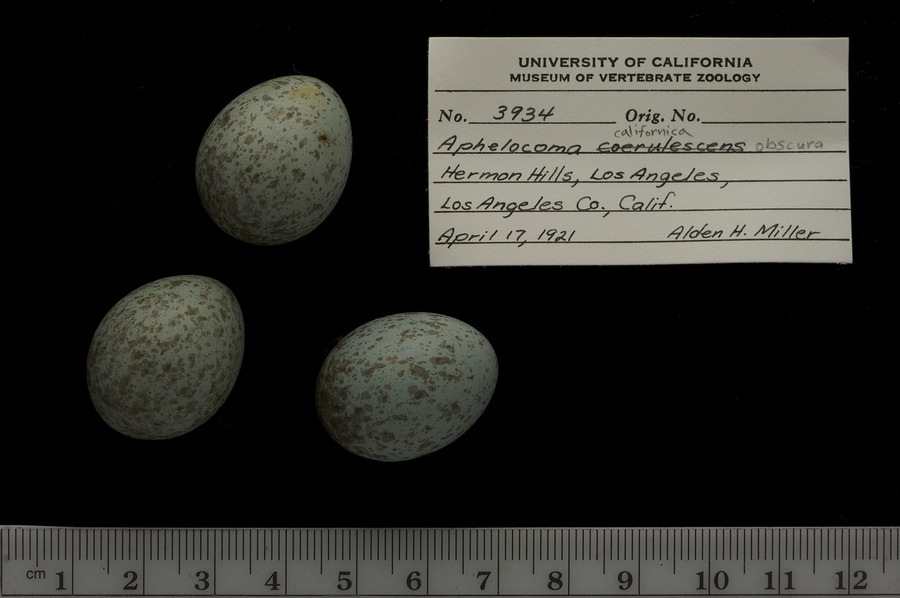 UNIVERSITY OF CALIFORNIA
MUSEUM OF VERTEBRATE ZOOLOGY
No. 3934 Orig. No.
californica
Aphelocoma coerulescens obscura
Hermon Hills, Los Angeles,
Los Angeles Co., Calif.
April 17, 1921 Alden H. Miller
cm 1 2 3 4 5 6 7 8 9 10 11 12